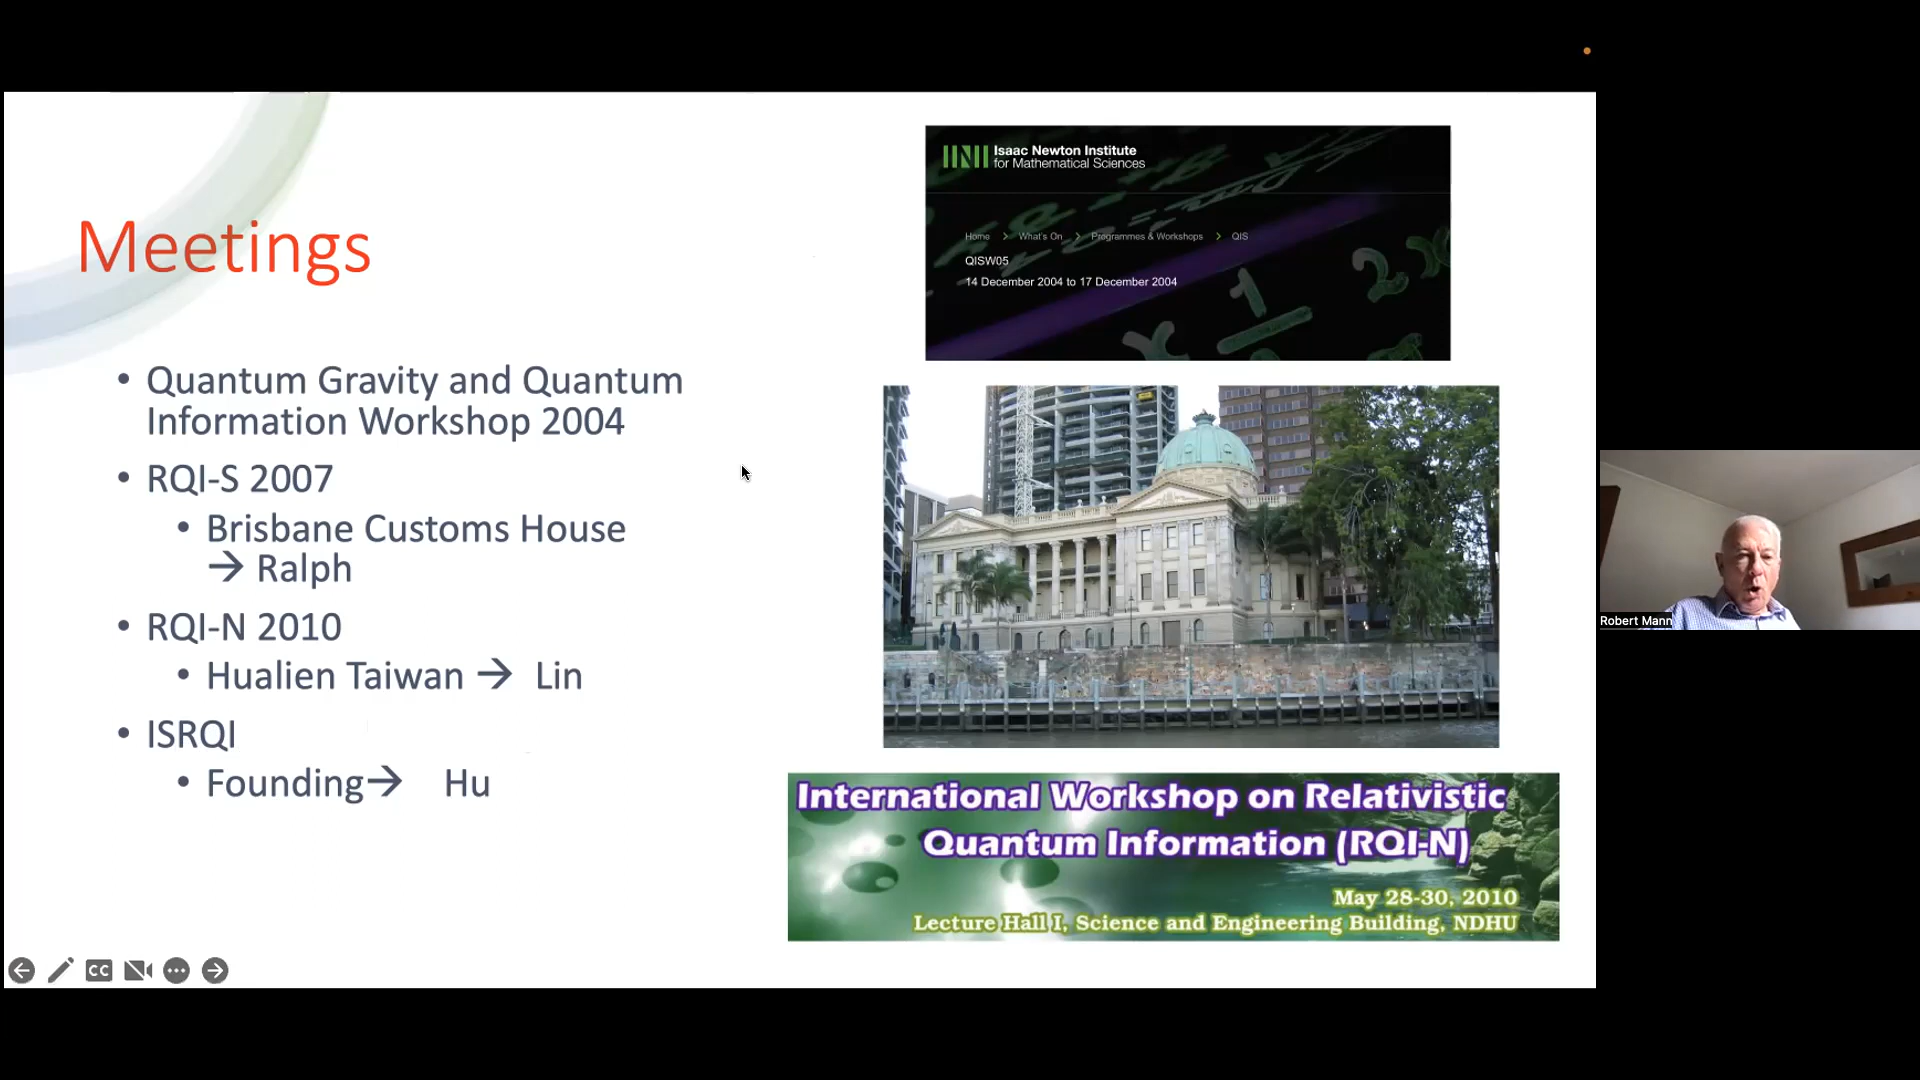 Meetings
• Quantum Gravity and Quantum
Information Workshop 2004
• RQI-S 2007
• Brisbane Customs House
→ Ralph
• RQI-N 2010
• Hualien Taiwan → Lin
• ISRQI
• Founding→ Hu
Isaac Newton Institute
for Mathematical Sciences
Home > What's On > Programmes & Workshops > QIS
QISW05
14 December 2004 to 17 December 2004
International Workshop on Relativistic
Quantum Information (RQI-N)
May 28-30, 2010
Lecture Hall I, Science and Engineering Building, NDHU
CC
Robert Mann